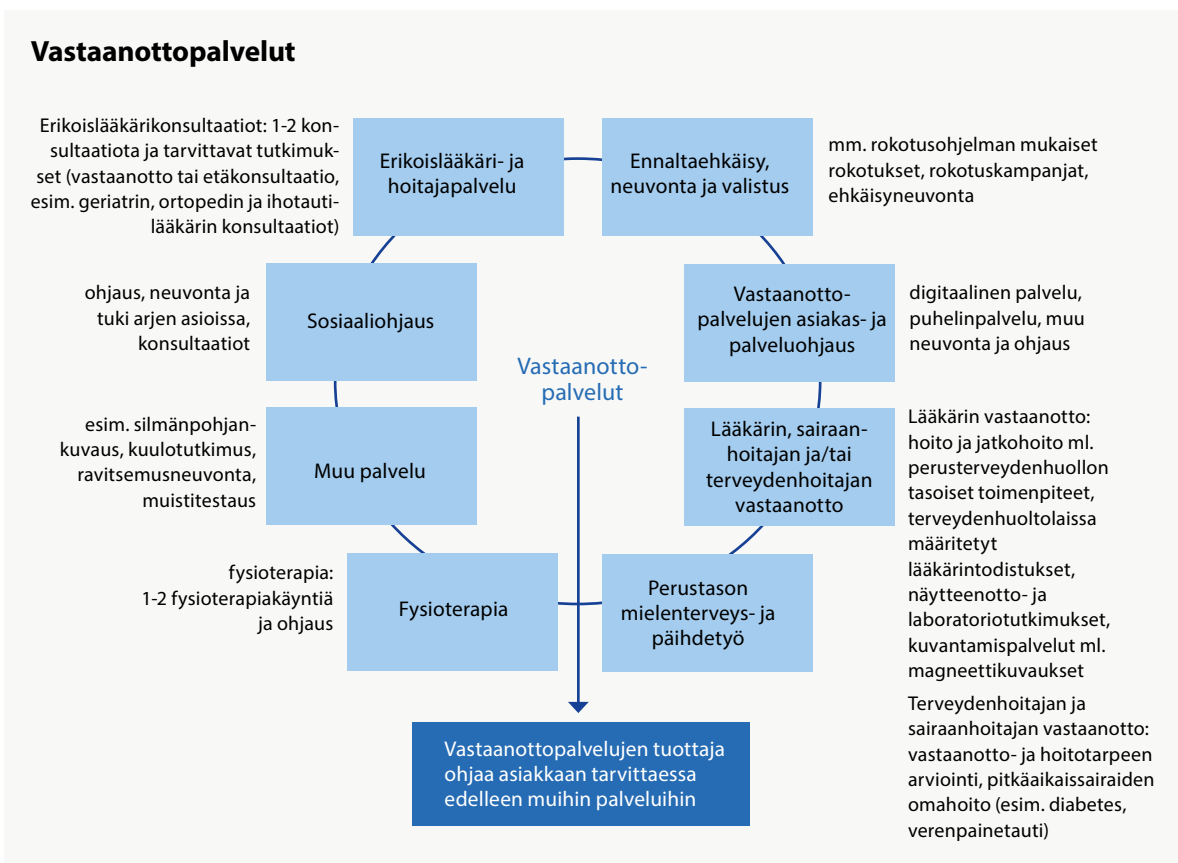 Vastaanottopalvelut
Erikoislääkärikonsultaatiot: 1-2 kon-
sultaatiota ja tarvittavat tutkimuk-
set (vastaanotto tai etäkonsultaatio,
esim. geriatrin, ortopedin ja ihotauti-
lääkärin konsultaatiot)
Erikoislääkäri- ja
hoitajapalvelu
Ennaltaehkäisy,
neuvonta ja valistus
mm. rokotusohjelman mukaiset
rokotukset, rokotuskampanjat,
ehkäisyneuvonta
ohjaus, neuvonta ja
tuki arjen asioissa,
konsultaatiot
Sosiaaliohjaus
Vastaanotto-
palvelujen asiakas- ja
palveluohjaus
digitaalinen palvelu,
puhelinpalvelu, muu
neuvonta ja ohjaus
Vastaanotto-
palvelut
esim. silmänpohjan-
kuvaus, kuulotutkimus,
ravitsemusneuvonta,
muistitestaus
Muu palvelu
Lääkärin, sairaan-
hoitajan ja/tai
terveydenhoitajan
vastaanotto
Lääkärin vastaanotto:
hoito ja jatkohoito ml.
perusterveydenhuollon
tasoiset toimenpiteet,
terveydenhuoltolaissa
määritetyt
lääkärintodistukset,
näytteenotto- ja
laboratoriotutkimukset,
kuvantamispalvelut ml.
magneettikuvaukset
Terveydenhoitajan ja
sairaanhoitajan vastaanotto:
vastaanotto- ja hoitotarpeen
arviointi, pitkäaikaissairaiden
omahoito (esim. diabetes,
verenpainetauti)
fysioterapia:
1-2 fysioterapiakäyntiä
ja ohjaus
Fysioterapia
Perustason
mielenterveys- ja
päihdetyö
Vastaanottopalvelujen tuottaja
ohjaa asiakkaan tarvittaessa
edelleen muihin palveluihin